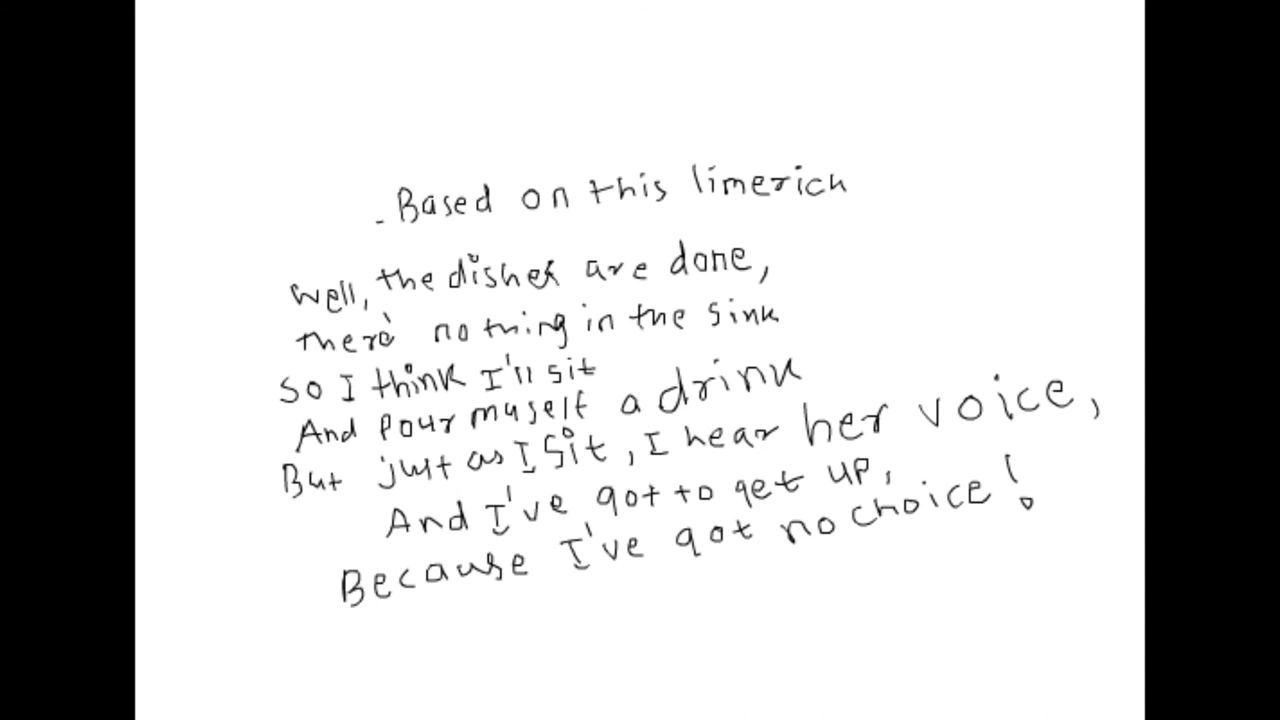 - Based on this limerick
Well, the dishes are done,
there's nothing in the sink
So I think I'll sit
And Pour myself a drink
But just as I Sit, I hear her voice,
And I've got to get up,
Because I've got no choice!